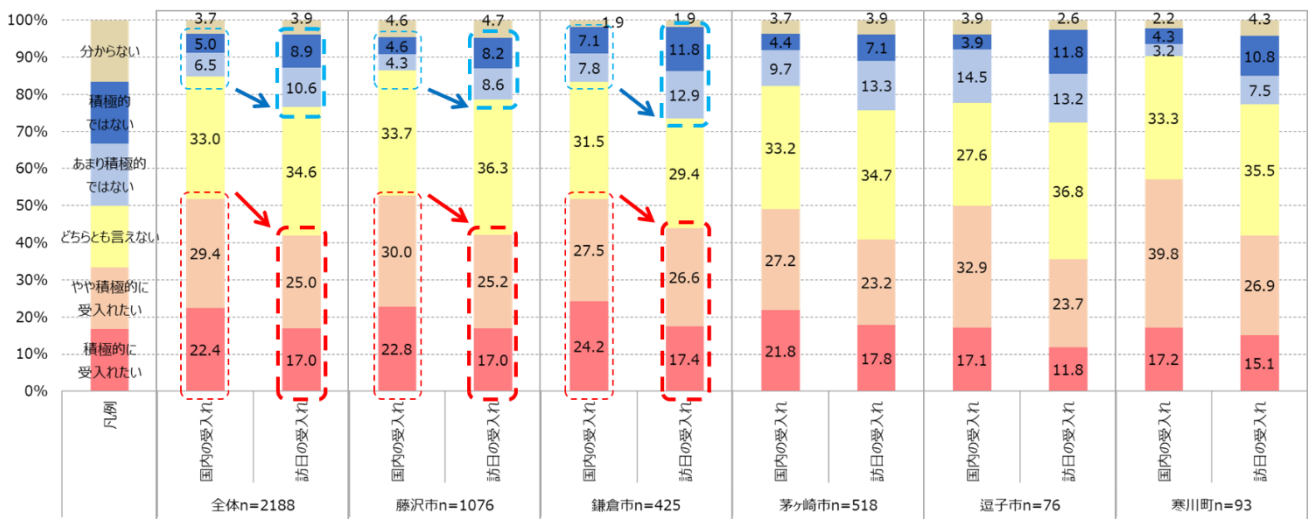 100%
90%
80%
70%
60%
50%
40%
30%
20%
10%
0%
分からない
積極的
ではない
あまり積極的
ではない
どちらとも言えない
やや積極的に
受入れたい
積極的に
受入れたい
凡例
3.7
5.0
6.5
33.0
29.4
22.4
国内の受入れ
3.9
8.9
10.6
34.6
25.0
17.0
訪日の受入れ
全体n=2188
4.6
4.6
4.3
33.7
30.0
22.8
国内の受入れ
4.7
8.2
8.6
36.3
25.2
17.0
訪日の受入れ
藤沢市n=1076
1.9
7.1
7.8
31.5
27.5
24.2
国内の受入れ
1.9
11.8
12.9
29.4
26.6
17.4
訪日の受入れ
鎌倉市n=425
3.7
4.4
9.7
33.2
27.2
21.8
国内の受入れ
3.9
7.1
13.3
34.7
23.2
17.8
訪日の受入れ
茅ヶ崎市n=518
3.9
3.9
14.5
27.6
32.9
17.1
国内の受入れ
2.6
11.8
13.2
36.8
23.7
11.8
訪日の受入れ
逗子市n=76
2.2
4.3
3.2
33.3
39.8
17.2
国内の受入れ
4.3
10.8
7.5
35.5
26.9
15.1
訪日の受入れ
寒川町n=93